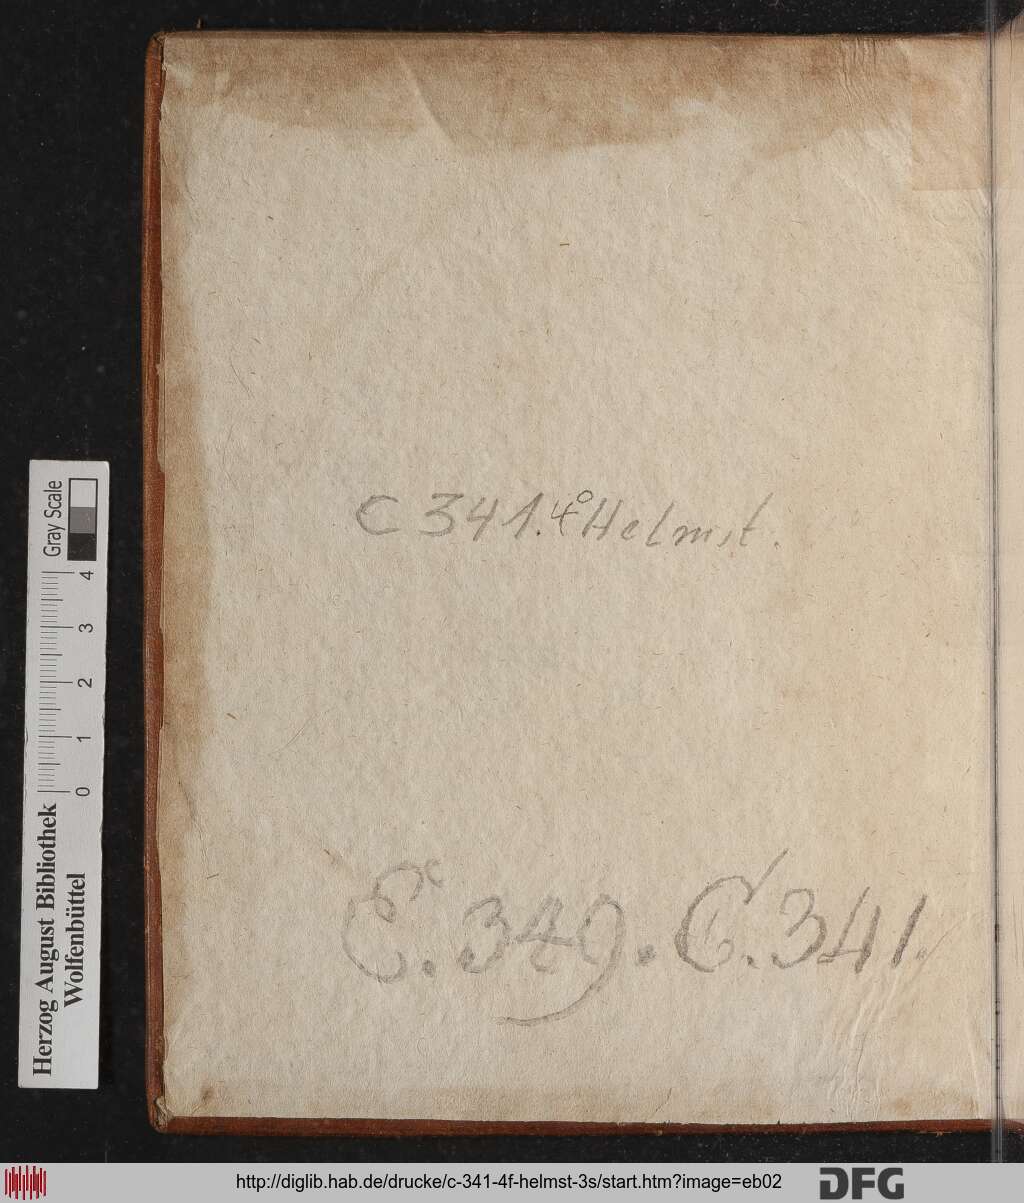 C 341. 4° Helmst.
E. 349. C. 341.
Herzog August Bibliothek
Wolfenbüttel
0 1 2 3 4
Gray Scale
http://diglib.hab.de/drucke/c-341-4f-helmst-3s/start.htm?image=eb02
DFG